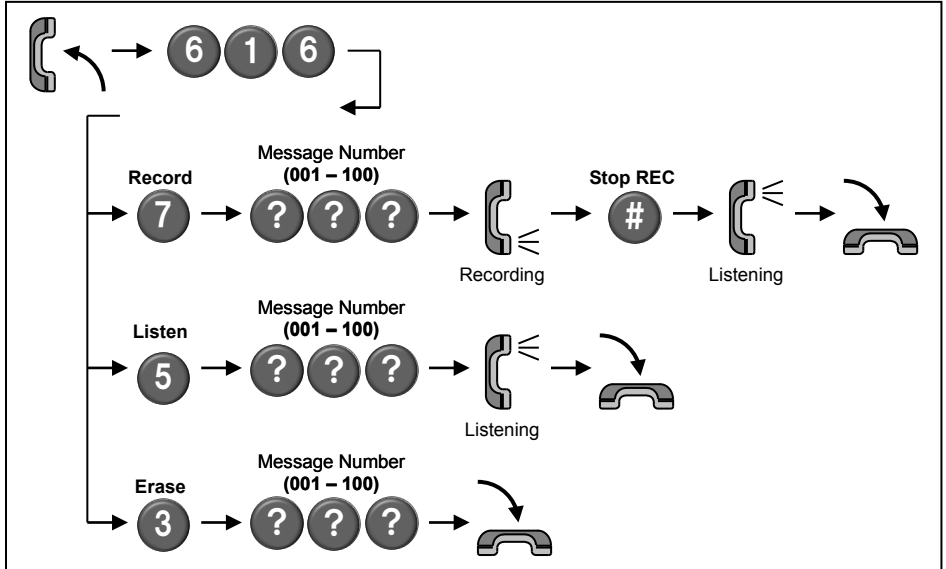 6 1 6
Message Number
(001 – 100)
Record
Stop REC
7 ? ? ? #
Recording
Listening
Message Number
(001 – 100)
Listen
5 ? ? ?
Listening
Message Number
(001 – 100)
Erase
3 ? ? ?